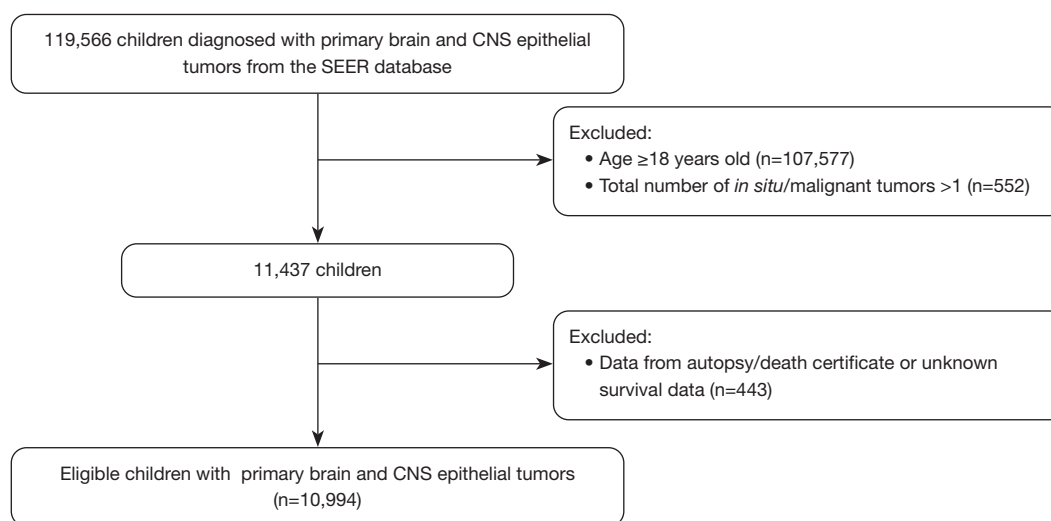 119,566 children diagnosed with primary brain and CNS epithelial
tumors from the SEER database
Excluded:
• Age ≥18 years old (n=107,577)
• Total number of in situ/malignant tumors >1 (n=552)
11,437 children
Excluded:
• Data from autopsy/death certificate or unknown
survival data (n=443)
Eligible children with primary brain and CNS epithelial tumors
(n=10,994)